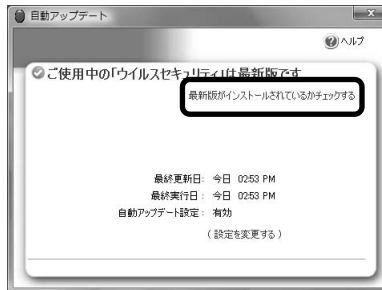 自動アップデート
ヘルプ
ご使用中の「ウイルスセキュリティ」は最新版です
最新版がインストールされているかチェックする
最終更新日: 今日 02:53 PM
最終実行日: 今日 02:53 PM
自動アップデート設定: 有効
(設定を変更する)